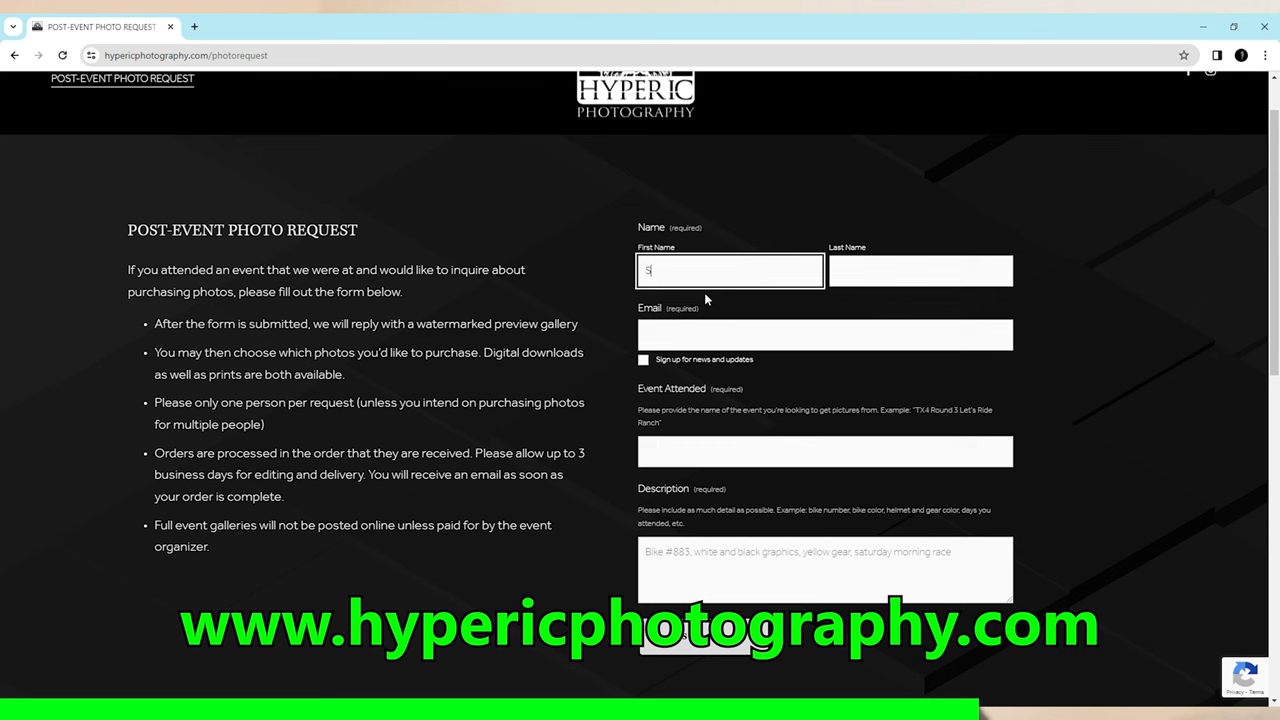 POST-EVENT PHOTO REQUEST
hypericphotography.com/photorequest
POST-EVENT PHOTO REQUEST
HYPERIC
PHOTOGRAPHY
POST-EVENT PHOTO REQUEST
If you attended an event that we were at and would like to inquire about
purchasing photos, please fill out the form below.
• After the form is submitted, we will reply with a watermarked preview gallery
• You may then choose which photos you'd like to purchase. Digital downloads
as well as prints are both available.
• Please only one person per request (unless you intend on purchasing photos
for multiple people)
• Orders are processed in the order that they are received. Please allow up to 3
business days for editing and delivery. You will receive an email as soon as
your order is complete.
• Full event galleries will not be posted online unless paid for by the event
organizer.
Name (required)
First Name Last Name
S
Email (required)
Sign up for news and updates
Event Attended (required)
Please provide the name of the event you're looking to get pictures from. Example: "TX4 Round 3 Let's Ride
Ranch"
Description (required)
Please include as much detail as possible. Example: bike number, bike color, helmet and gear color, days you
attended, etc.
Bike #883, white and black graphics, yellow gear, saturday morning race
www.hypericphotography.com
Privacy - Terms